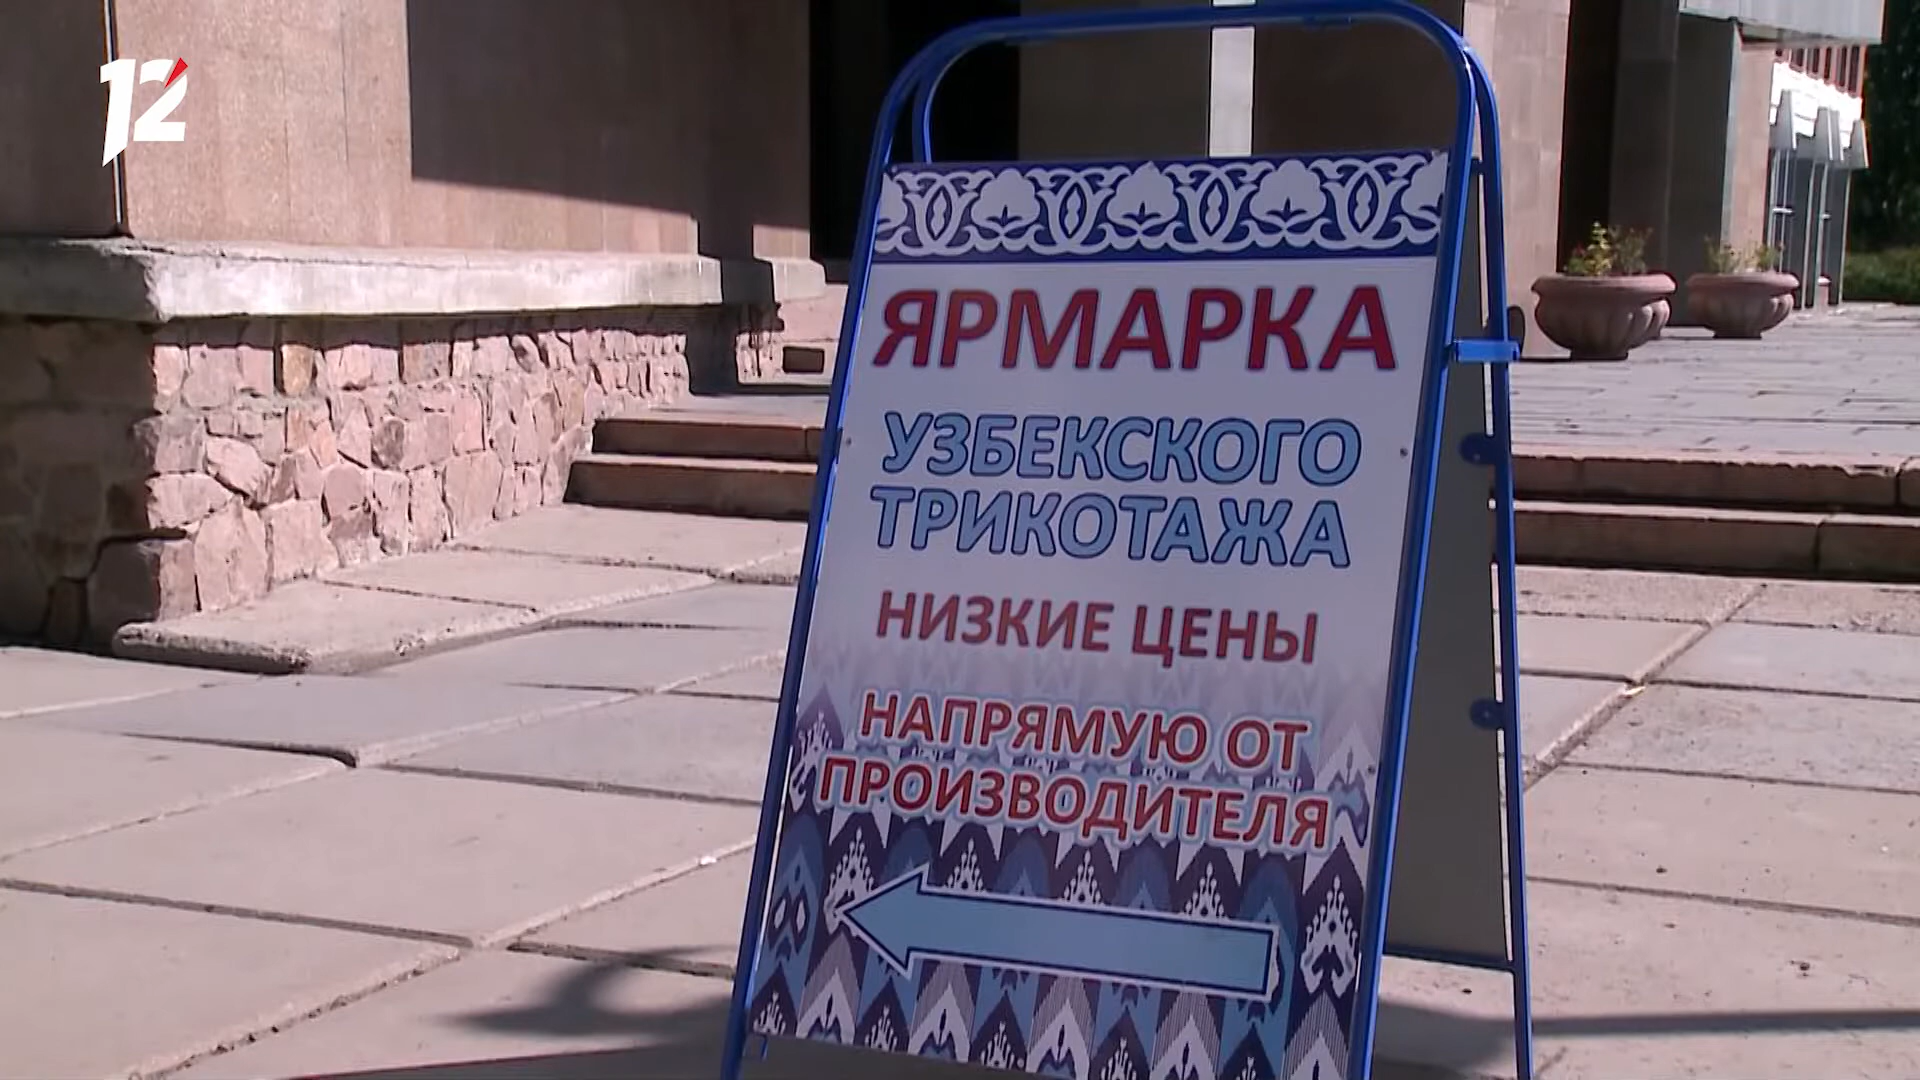 12
ЯРМАРКА
УЗБЕКСКОГО
ТРИКОТАЖА
НИЗКИЕ ЦЕНЫ
НАПРЯМУЮ ОТ
ПРОИЗВОДИТЕЛЯ